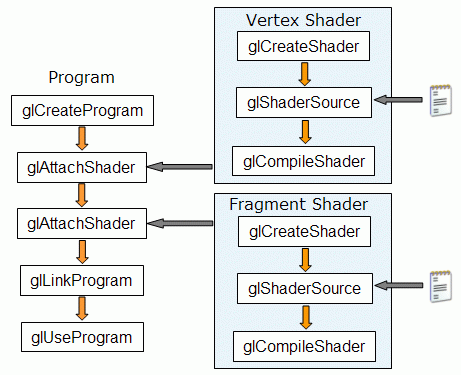 Vertex Shader
glCreateShader
glShaderSource
glCompileShader
Program
glCreateProgram
glAttachShader
glAttachShader
glLinkProgram
glUseProgram
Fragment Shader
glCreateShader
glShaderSource
glCompileShader